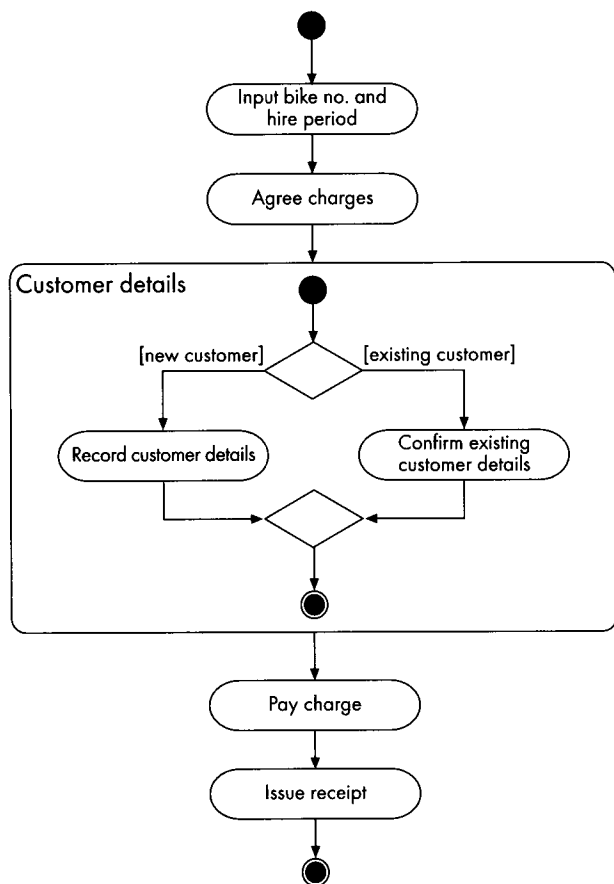 Input bike no. and
hire period
Agree charges
Customer details
[new customer]
[existing customer]
Record customer details
Confirm existing
customer details
Pay charge
Issue receipt